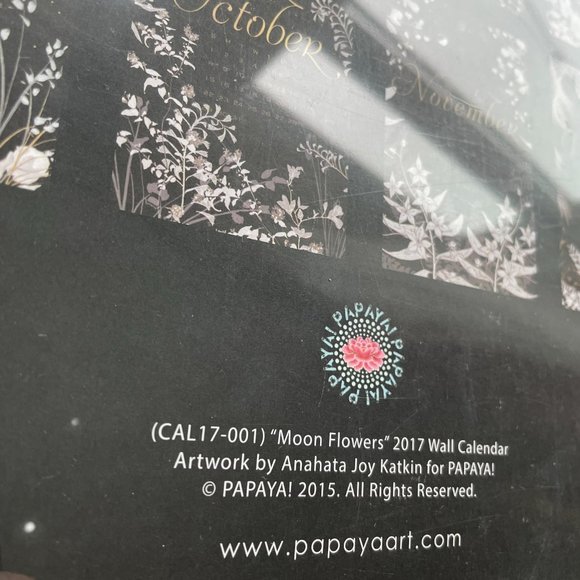 October
November
PAPAYA! PAPAYA! PAPAYA! PAPAYA!
(CAL17-001) “Moon Flowers” 2017 Wall Calendar
Artwork by Anahata Joy Katkin for PAPAYA!
© PAPAYA! 2015. All Rights Reserved.
www.papayaart.com